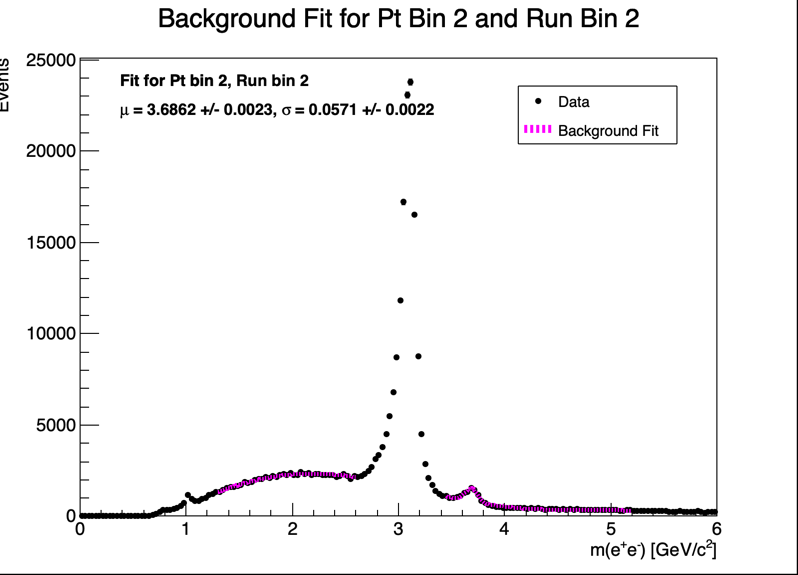 Background Fit for Pt Bin 2 and Run Bin 2
Events
25000
20000
15000
10000
5000
0
Fit for Pt bin 2, Run bin 2
μ = 3.6862 +/- 0.0023, σ = 0.0571 +/- 0.0022
Data
Background Fit
0 1 2 3 4 5 6
m(e⁺e⁻) [GeV/c²]